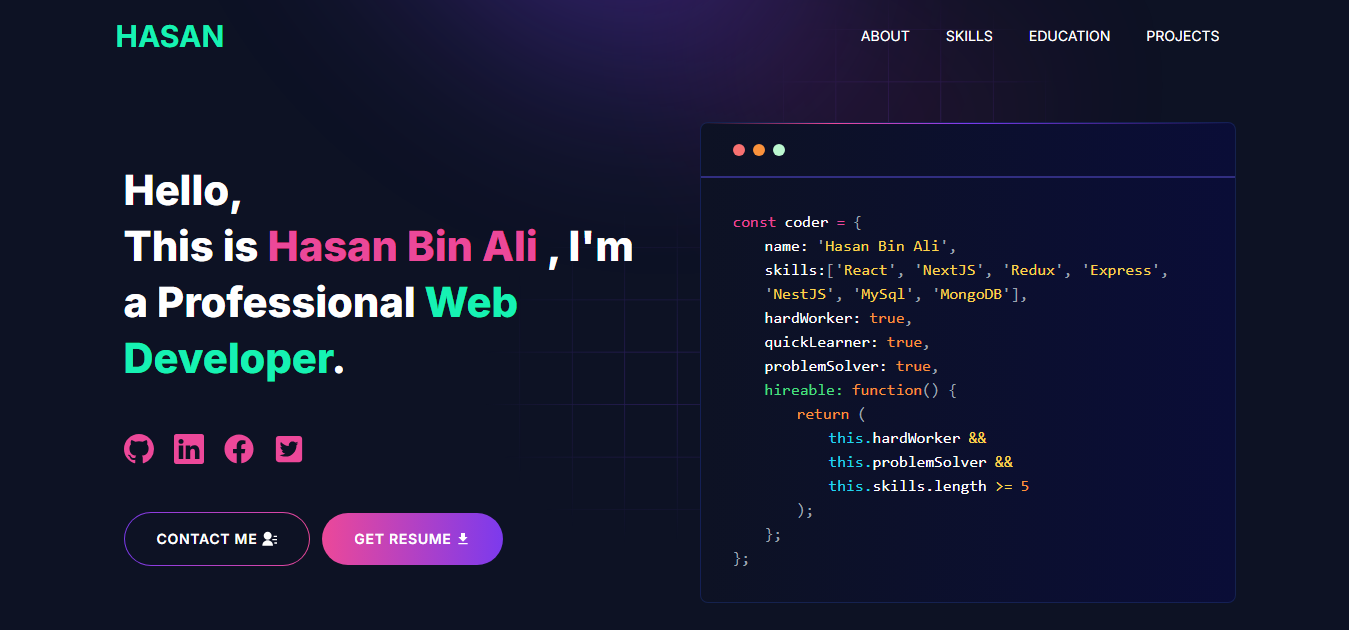 HASAN
ABOUT SKILLS EDUCATION PROJECTS
Hello,
This is Hasan Bin Ali , I'm
a Professional Web
Developer.
CONTACT ME GET RESUME
const coder = {
    name: 'Hasan Bin Ali',
    skills:['React', 'NextJS', 'Redux', 'Express',
    'NestJS', 'MySql', 'MongoDB'],
    hardWorker: true,
    quickLearner: true,
    problemSolver: true,
    hireable: function() {
        return (
            this.hardWorker &&
            this.problemSolver &&
            this.skills.length >= 5
        );
    };
};